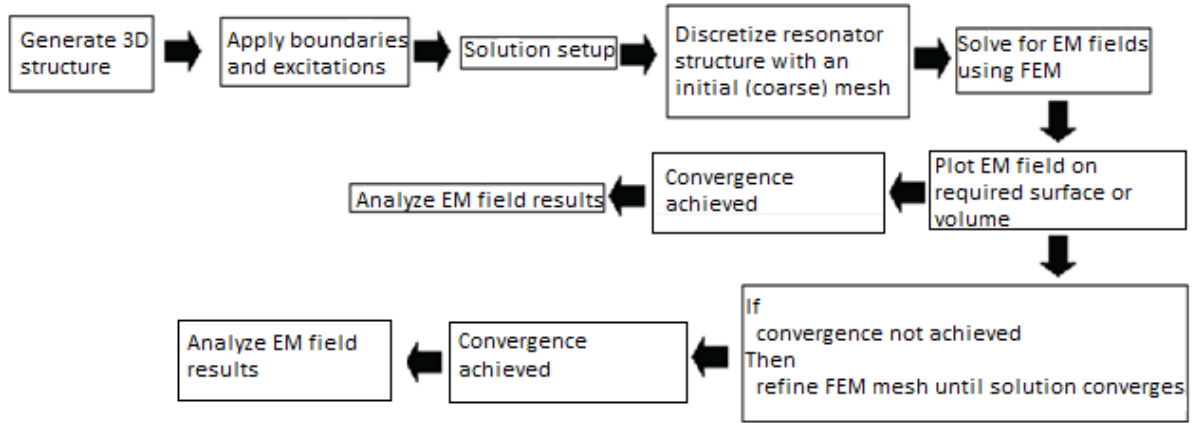 Generate 3D
structure
Apply boundaries
and excitations
Solution setup
Discretize resonator
structure with an
initial (coarse) mesh
Solve for EM fields
using FEM
Plot EM field on
required surface or
volume
Convergence
achieved
Analyze EM field results
If
convergence not achieved
Then
refine FEM mesh until solution converges
Convergence
achieved
Analyze EM field
results